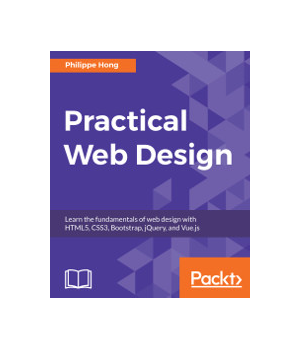 Philippe Hong
Practical
Web Design
Learn the fundamentals of web design with
HTML5, CSS3, Bootstrap, jQuery, and Vue.js
Packt>